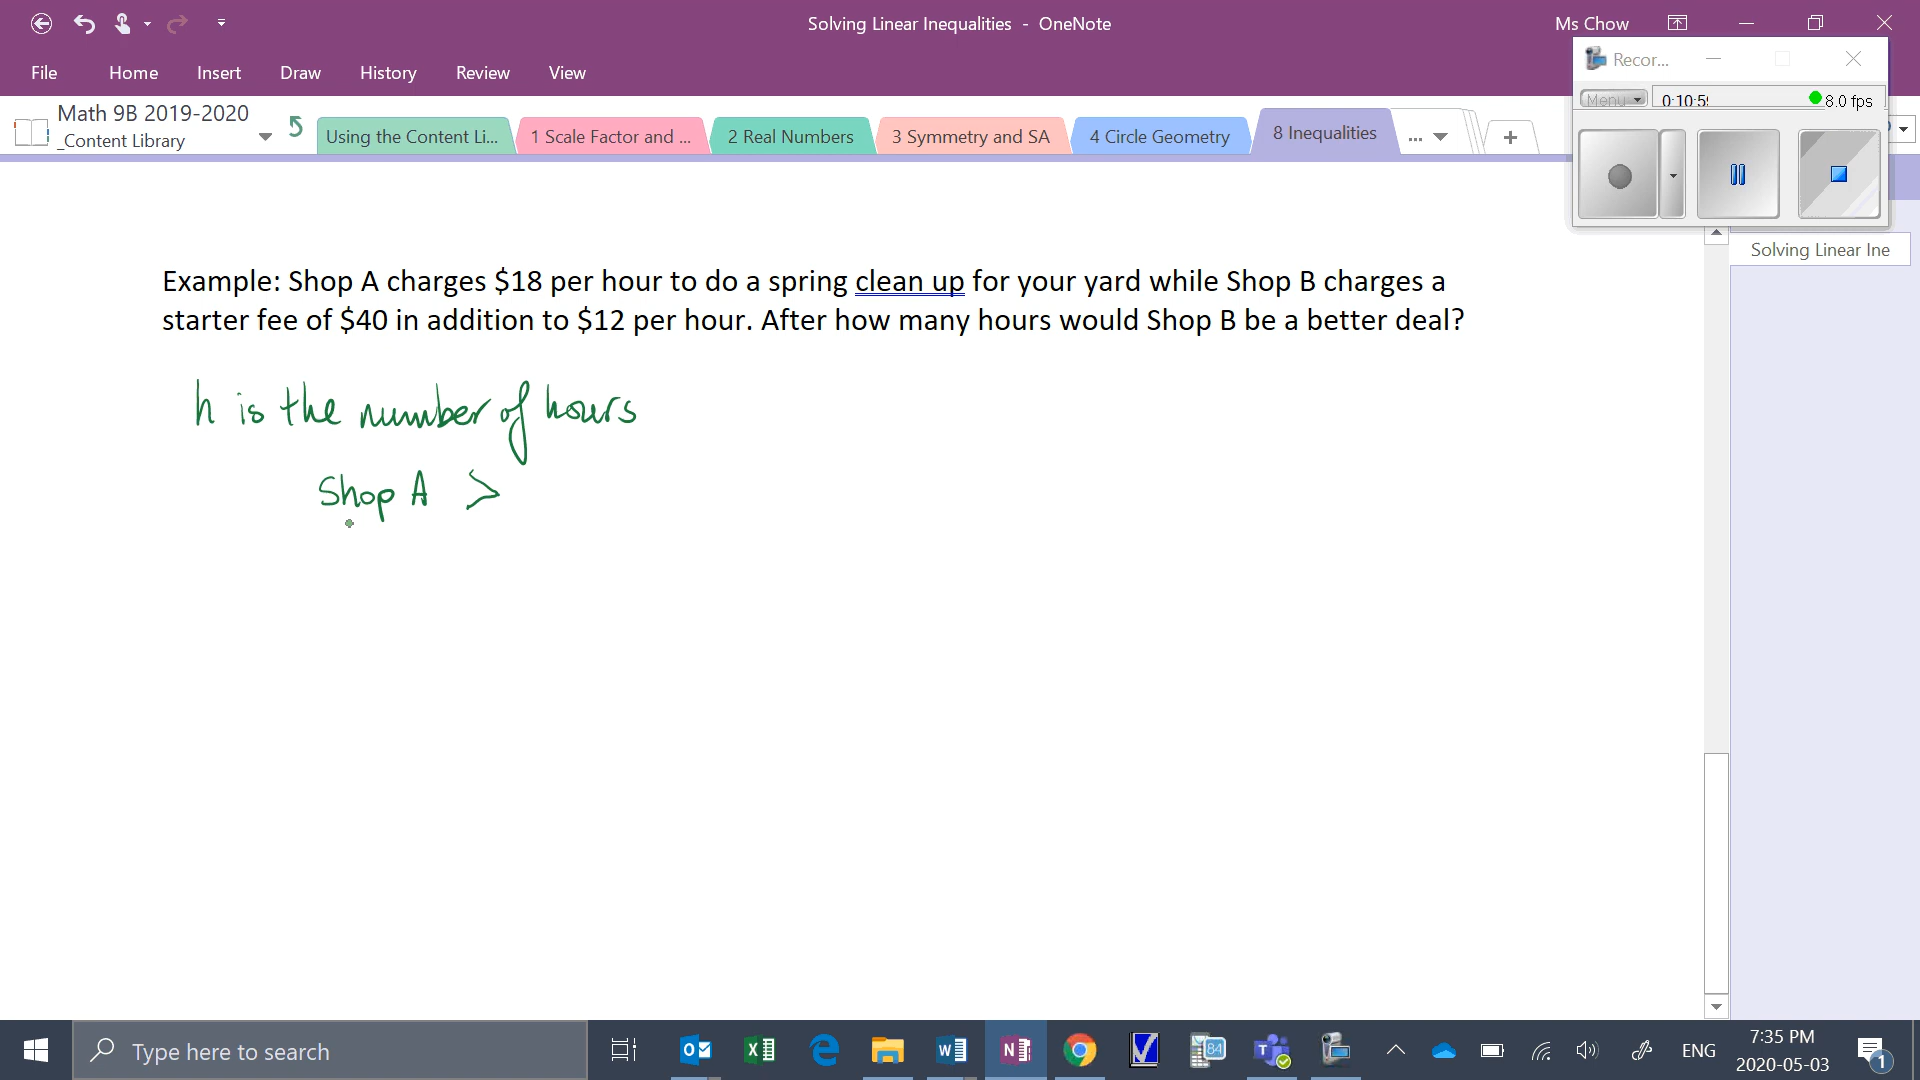 Solving Linear Inequalities - OneNote
Ms Chow
File Home Insert Draw History Review View
Recor...
Menu 0:10:5 8.0 fps
Math 9B 2019-2020
_Content Library
Using the Content Li... 1 Scale Factor and ... 2 Real Numbers 3 Symmetry and SA 4 Circle Geometry 8 Inequalities ... +
Solving Linear Ine
Example: Shop A charges $18 per hour to do a spring clean up for your yard while Shop B charges a
starter fee of $40 in addition to $12 per hour. After how many hours would Shop B be a better deal?
h is the number of hours
Shop A >
Type here to search
ENG
7:35 PM
2020-05-03
1